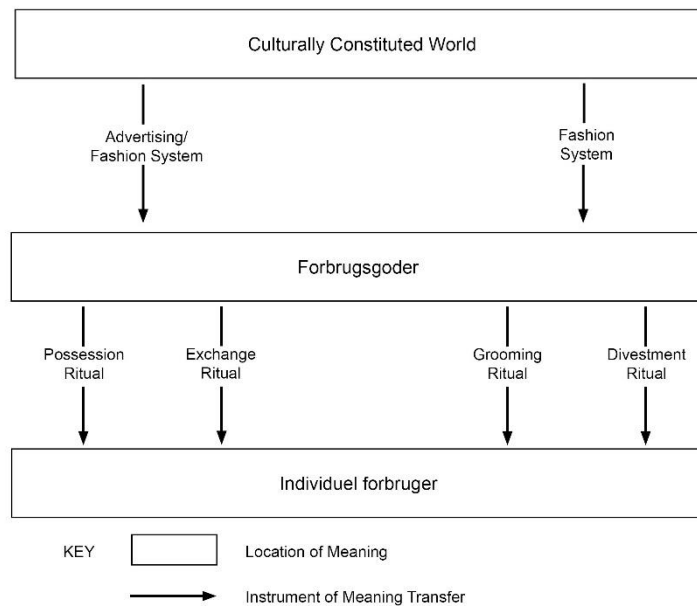 Culturally Constituted World
Advertising/
Fashion System
Fashion
System
Forbrugsgoder
Possession
Ritual
Exchange
Ritual
Grooming
Ritual
Divestment
Ritual
Individuel forbruger
KEY
Location of Meaning
Instrument of Meaning Transfer